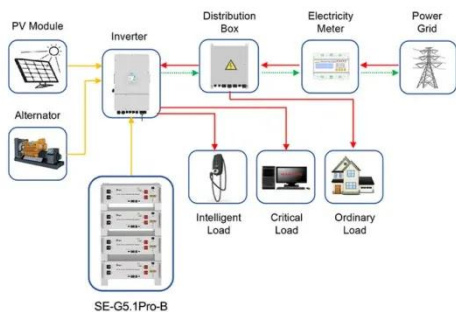 PV Module
Inverter
Distribution
Box
Electricity
Meter
Power
Grid
Alternator
Intelligent
Load
Critical
Load
Ordinary
Load
SE-G5.1Pro-B